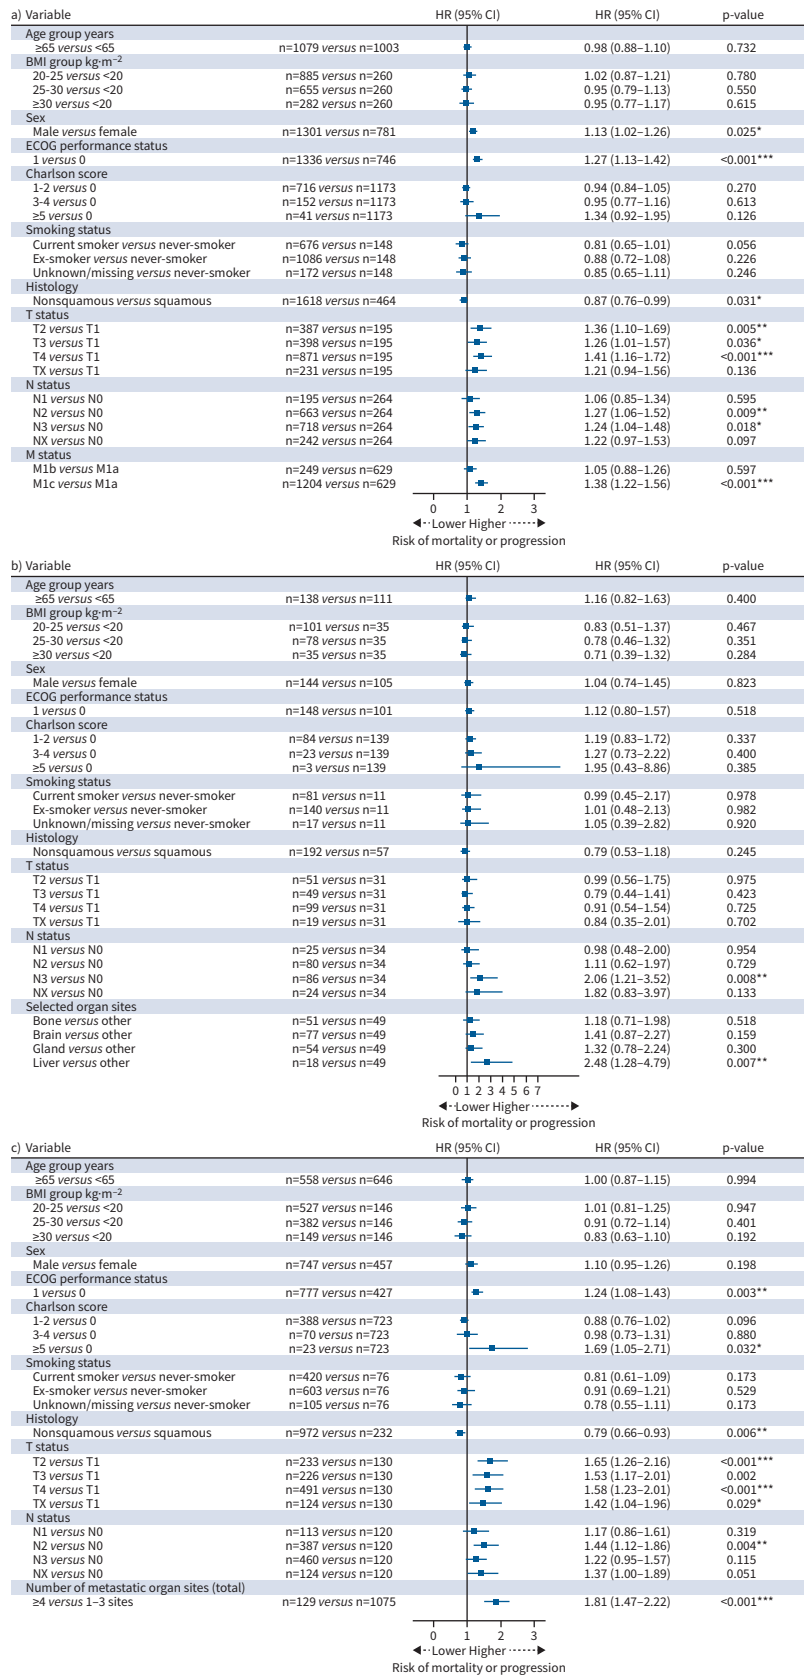 a) Variable HR (95% CI) HR (95% CI) p-value
Age group years
≥65 versus <65 n=1079 versus n=1003 0.98 (0.88–1.10) 0.732
BMI group kg·m−2
20-25 versus <20 n=885 versus n=260 1.02 (0.87–1.21) 0.780
25-30 versus <20 n=655 versus n=260 0.95 (0.79–1.13) 0.550
≥30 versus <20 n=282 versus n=260 0.95 (0.77–1.17) 0.615
Sex
Male versus female n=1301 versus n=781 1.13 (1.02–1.26) 0.025*
ECOG performance status
1 versus 0 n=1336 versus n=746 1.27 (1.13–1.42) <0.001***
Charlson score
1-2 versus 0 n=716 versus n=1173 0.94 (0.84–1.05) 0.270
3-4 versus 0 n=152 versus n=1173 0.95 (0.77–1.16) 0.613
≥5 versus 0 n=41 versus n=1173 1.34 (0.92–1.95) 0.126
Smoking status
Current smoker versus never-smoker n=676 versus n=148 0.81 (0.65–1.01) 0.056
Ex-smoker versus never-smoker n=1086 versus n=148 0.88 (0.72–1.08) 0.226
Unknown/missing versus never-smoker n=172 versus n=148 0.85 (0.65–1.11) 0.246
Histology
Nonsquamous versus squamous n=1618 versus n=464 0.87 (0.76–0.99) 0.031*
T status
T2 versus T1 n=387 versus n=195 1.36 (1.10–1.69) 0.005**
T3 versus T1 n=398 versus n=195 1.26 (1.01–1.57) 0.036*
T4 versus T1 n=871 versus n=195 1.41 (1.16–1.72) <0.001***
TX versus T1 n=231 versus n=195 1.21 (0.94–1.56) 0.136
N status
N1 versus N0 n=195 versus n=264 1.06 (0.85–1.34) 0.595
N2 versus N0 n=663 versus n=264 1.27 (1.06–1.52) 0.009**
N3 versus N0 n=718 versus n=264 1.24 (1.04–1.48) 0.018*
NX versus N0 n=242 versus n=264 1.22 (0.97–1.53) 0.097
M status
M1b versus M1a n=249 versus n=629 1.05 (0.88–1.26) 0.597
M1c versus M1a n=1204 versus n=629 1.38 (1.22–1.56) <0.001***
0 1 2 3
Lower Higher
Risk of mortality or progression
b) Variable HR (95% CI) HR (95% CI) p-value
Age group years
≥65 versus <65 n=138 versus n=111 1.16 (0.82–1.63) 0.400
BMI group kg·m−2
20-25 versus <20 n=101 versus n=35 0.83 (0.51–1.37) 0.467
25-30 versus <20 n=78 versus n=35 0.78 (0.46–1.32) 0.351
≥30 versus <20 n=35 versus n=35 0.71 (0.39–1.32) 0.284
Sex
Male versus female n=144 versus n=105 1.04 (0.74–1.45) 0.823
ECOG performance status
1 versus 0 n=148 versus n=101 1.12 (0.80–1.57) 0.518
Charlson score
1-2 versus 0 n=84 versus n=139 1.19 (0.83–1.72) 0.337
3-4 versus 0 n=23 versus n=139 1.27 (0.73–2.22) 0.400
≥5 versus 0 n=3 versus n=139 1.95 (0.43–8.86) 0.385
Smoking status
Current smoker versus never-smoker n=81 versus n=11 0.99 (0.45–2.17) 0.978
Ex-smoker versus never-smoker n=140 versus n=11 1.01 (0.48–2.13) 0.982
Unknown/missing versus never-smoker n=17 versus n=11 1.05 (0.39–2.82) 0.920
Histology
Nonsquamous versus squamous n=192 versus n=57 0.79 (0.53–1.18) 0.245
T status
T2 versus T1 n=51 versus n=31 0.99 (0.56–1.75) 0.975
T3 versus T1 n=49 versus n=31 0.79 (0.44–1.41) 0.423
T4 versus T1 n=99 versus n=31 0.91 (0.54–1.54) 0.725
TX versus T1 n=19 versus n=31 0.84 (0.35–2.01) 0.702
N status
N1 versus N0 n=25 versus n=34 0.98 (0.48–2.00) 0.954
N2 versus N0 n=80 versus n=34 1.11 (0.62–1.97) 0.729
N3 versus N0 n=86 versus n=34 2.06 (1.21–3.52) 0.008**
NX versus N0 n=24 versus n=34 1.82 (0.83–3.97) 0.133
Selected organ sites
Bone versus other n=51 versus n=49 1.18 (0.71–1.98) 0.518
Brain versus other n=77 versus n=49 1.41 (0.87–2.27) 0.159
Gland versus other n=54 versus n=49 1.32 (0.78–2.24) 0.300
Liver versus other n=18 versus n=49 2.48 (1.28–4.79) 0.007**
0 1 2 3 4 5 6 7
Lower Higher
Risk of mortality or progression
c) Variable HR (95% CI) HR (95% CI) p-value
Age group years
≥65 versus <65 n=558 versus n=646 1.00 (0.87–1.15) 0.994
BMI group kg·m−2
20-25 versus <20 n=527 versus n=146 1.01 (0.81–1.25) 0.947
25-30 versus <20 n=382 versus n=146 0.91 (0.72–1.14) 0.401
≥30 versus <20 n=149 versus n=146 0.83 (0.63–1.10) 0.192
Sex
Male versus female n=747 versus n=457 1.10 (0.95–1.26) 0.198
ECOG performance status
1 versus 0 n=777 versus n=427 1.24 (1.08–1.43) 0.003**
Charlson score
1-2 versus 0 n=388 versus n=723 0.88 (0.76–1.02) 0.096
3-4 versus 0 n=70 versus n=723 0.98 (0.73–1.31) 0.880
≥5 versus 0 n=23 versus n=723 1.69 (1.05–2.71) 0.032*
Smoking status
Current smoker versus never-smoker n=420 versus n=76 0.81 (0.61–1.09) 0.173
Ex-smoker versus never-smoker n=603 versus n=76 0.91 (0.69–1.21) 0.529
Unknown/missing versus never-smoker n=105 versus n=76 0.78 (0.55–1.11) 0.173
Histology
Nonsquamous versus squamous n=972 versus n=232 0.79 (0.66–0.93) 0.006**
T status
T2 versus T1 n=233 versus n=130 1.65 (1.26–2.16) <0.001***
T3 versus T1 n=226 versus n=130 1.53 (1.17–2.01) 0.002
T4 versus T1 n=491 versus n=130 1.58 (1.23–2.01) <0.001***
TX versus T1 n=124 versus n=130 1.42 (1.04–1.96) 0.029*
N status
N1 versus N0 n=113 versus n=120 1.17 (0.86–1.61) 0.319
N2 versus N0 n=387 versus n=120 1.44 (1.12–1.86) 0.004**
N3 versus N0 n=460 versus n=120 1.22 (0.95–1.57) 0.115
NX versus N0 n=124 versus n=120 1.37 (1.00–1.89) 0.051
Number of metastatic organ sites (total)
≥4 versus 1–3 sites n=129 versus n=1075 1.81 (1.47–2.22) <0.001***
0 1 2 3
Lower Higher
Risk of mortality or progression